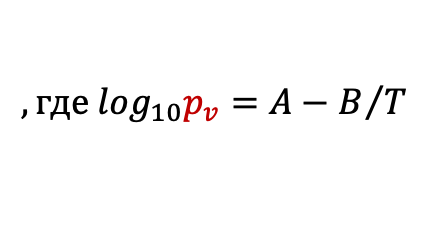 , где log₁₀pᵥ = A − B/T